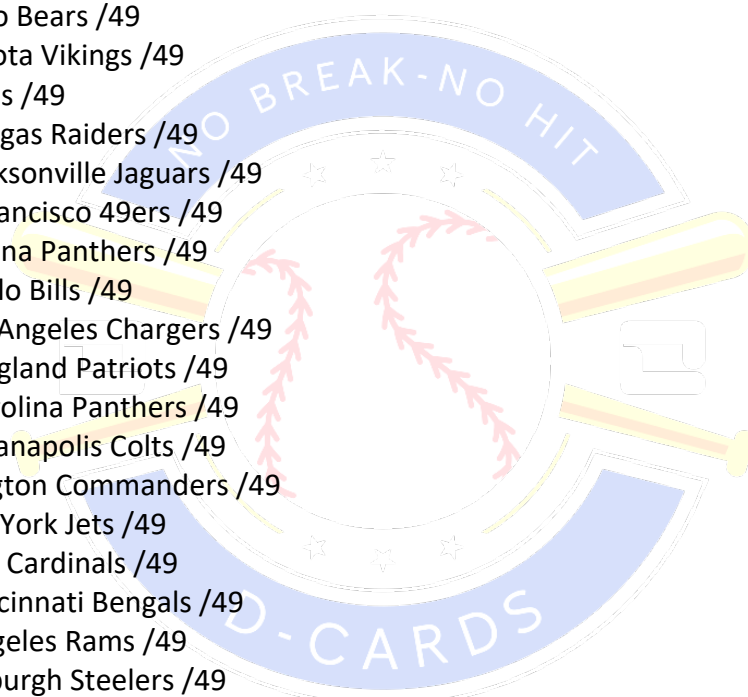 o Bears /49
ota Vikings /49
s /49
gas Raiders /49
ksonville Jaguars /49
ancisco 49ers /49
na Panthers /49
lo Bills /49
Angeles Chargers /49
gland Patriots /49
olina Panthers /49
anapolis Colts /49
gton Commanders /49
York Jets /49
Cardinals /49
cinnati Bengals /49
geles Rams /49
burgh Steelers /49
NO BREAK-NO HIT
D-CARDS